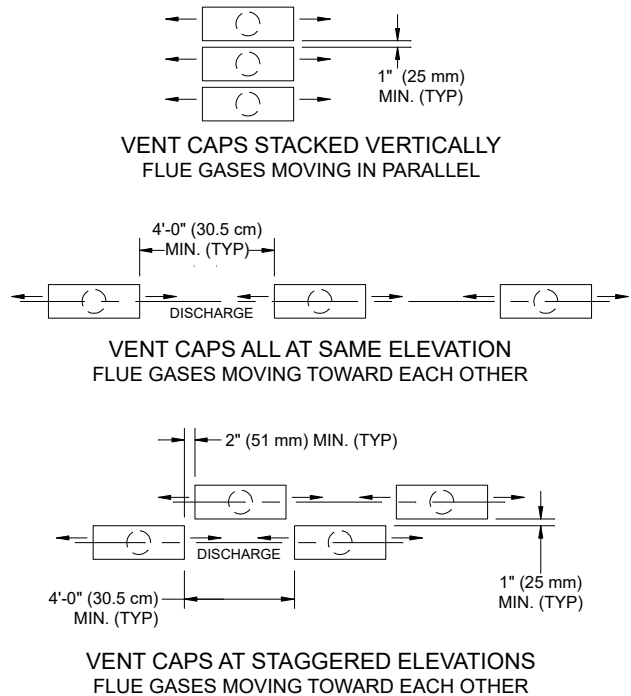 1" (25 mm)
MIN. (TYP)
VENT CAPS STACKED VERTICALLY
FLUE GASES MOVING IN PARALLEL
4'-0" (30.5 cm)
MIN. (TYP)
DISCHARGE
VENT CAPS ALL AT SAME ELEVATION
FLUE GASES MOVING TOWARD EACH OTHER
2" (51 mm) MIN. (TYP)
DISCHARGE
4'-0" (30.5 cm)
MIN. (TYP)
1" (25 mm)
MIN. (TYP)
VENT CAPS AT STAGGERED ELEVATIONS
FLUE GASES MOVING TOWARD EACH OTHER